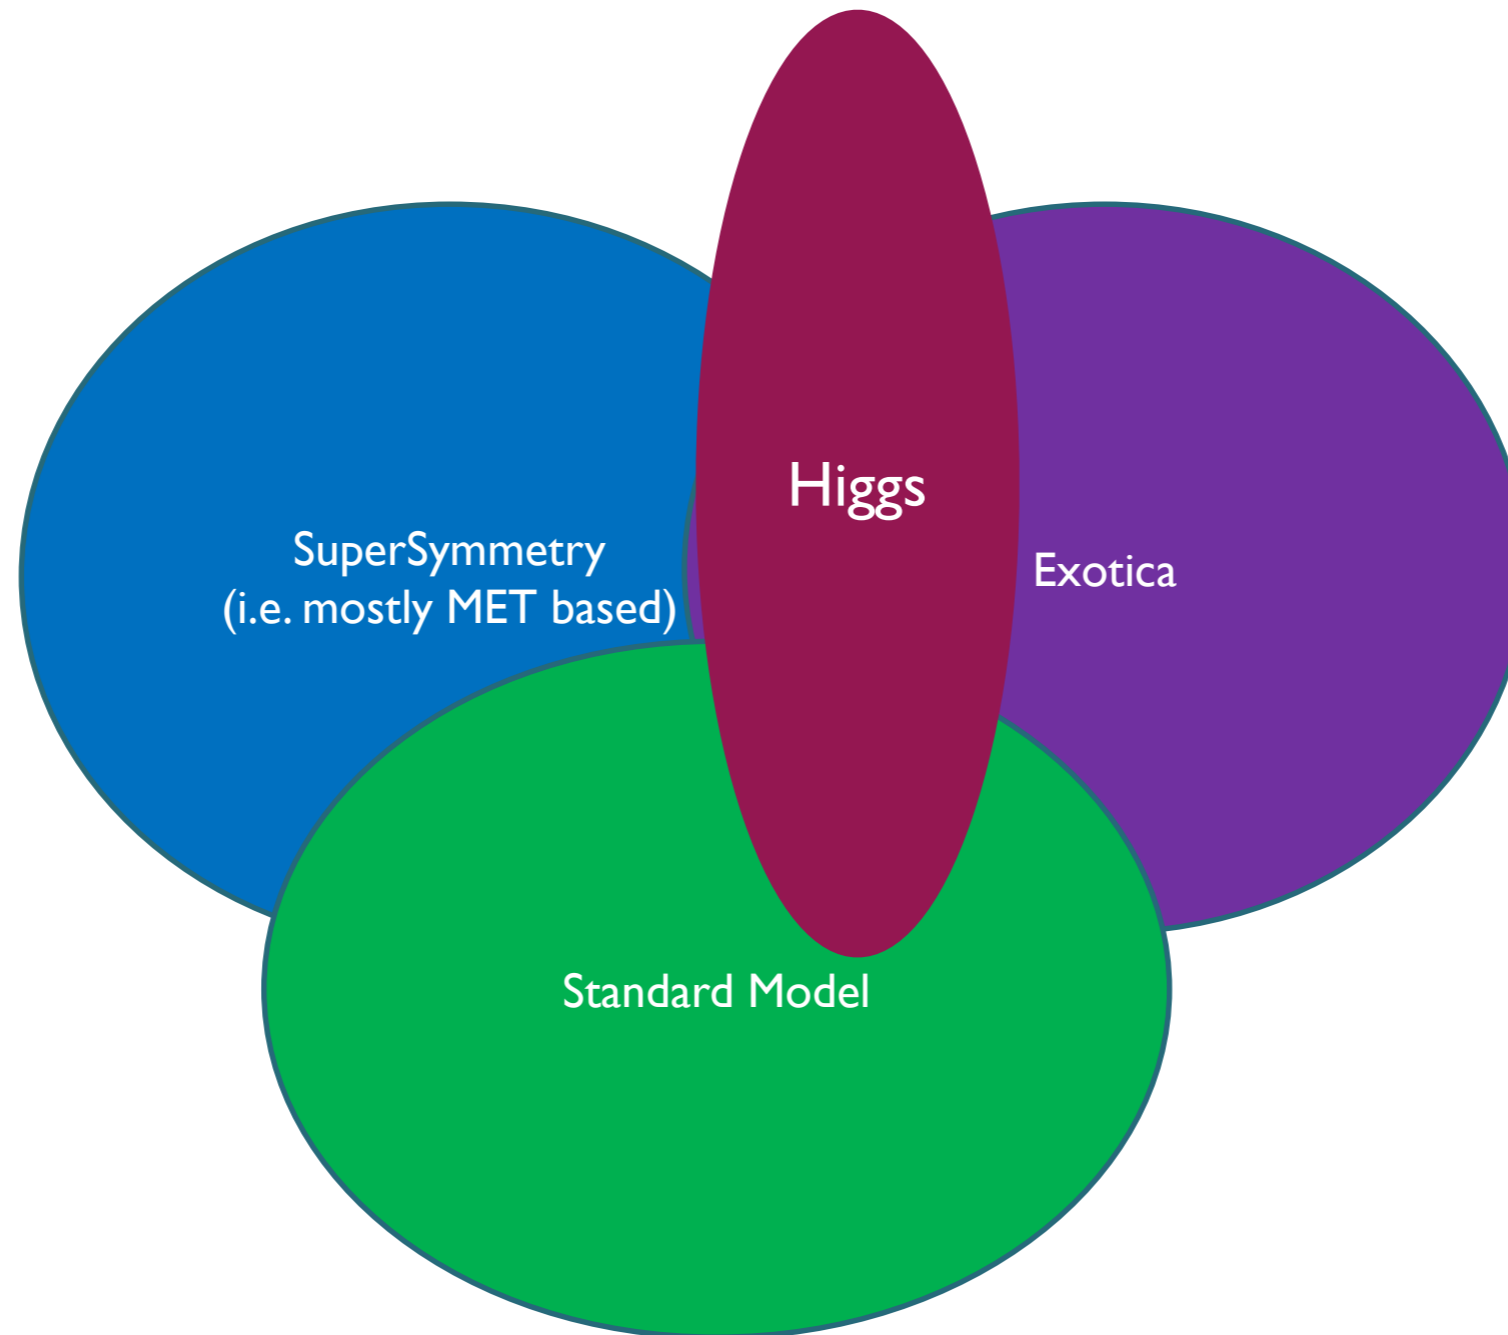 Higgs
SuperSymmetry
(i.e. mostly MET based)
Exotica
Standard Model